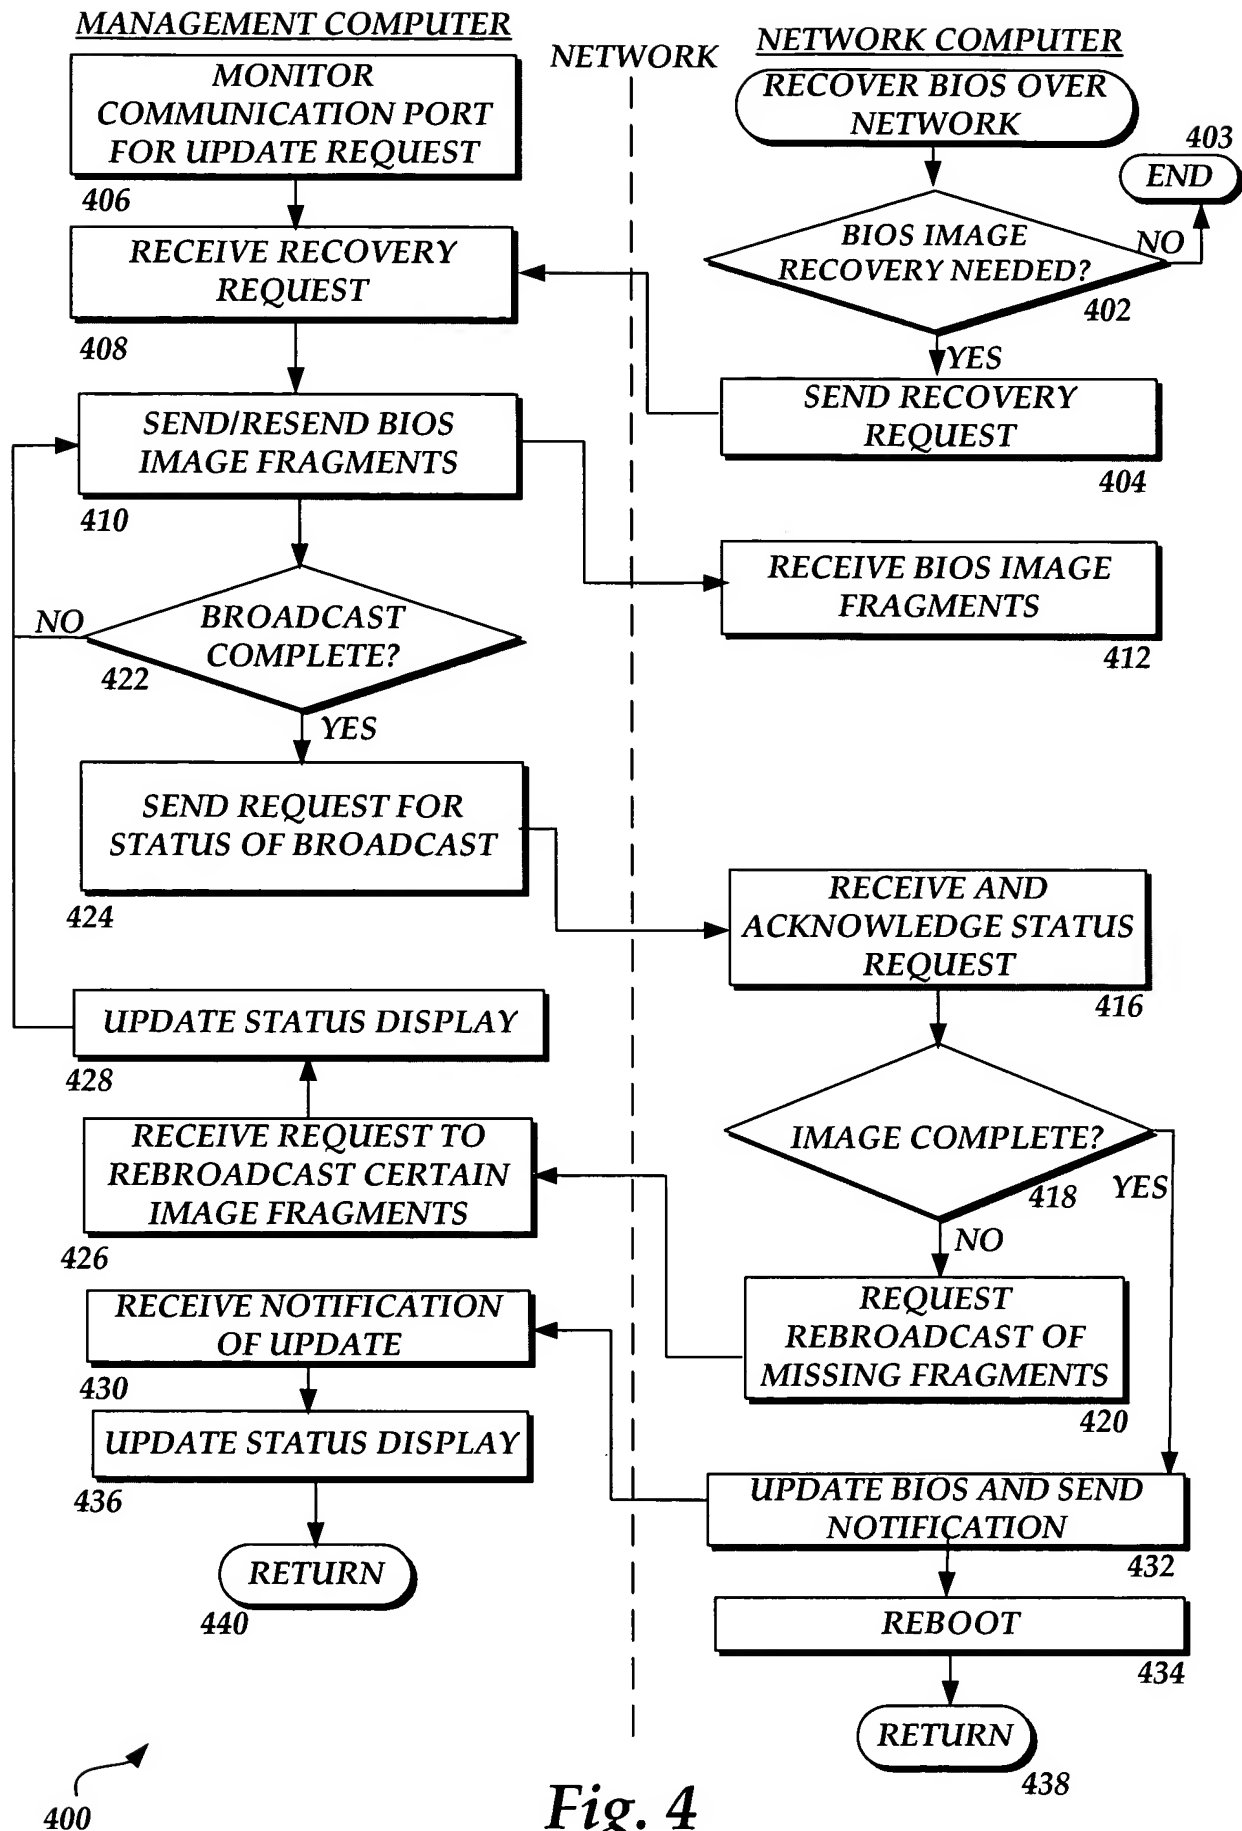 MANAGEMENT COMPUTER
NETWORK
NETWORK COMPUTER
MONITOR
COMMUNICATION PORT
FOR UPDATE REQUEST
406
RECEIVE RECOVERY
REQUEST
408
SEND/RESEND BIOS
IMAGE FRAGMENTS
410
BROADCAST
COMPLETE?
NO
422
YES
SEND REQUEST FOR
STATUS OF BROADCAST
424
UPDATE STATUS DISPLAY
428
RECEIVE REQUEST TO
REBROADCAST CERTAIN
IMAGE FRAGMENTS
426
RECEIVE NOTIFICATION
OF UPDATE
430
UPDATE STATUS DISPLAY
436
RETURN
440
RECOVER BIOS OVER
NETWORK
403
END
BIOS IMAGE
RECOVERY NEEDED?
NO
402
YES
SEND RECOVERY
REQUEST
404
RECEIVE BIOS IMAGE
FRAGMENTS
412
RECEIVE AND
ACKNOWLEDGE STATUS
REQUEST
416
IMAGE COMPLETE?
418
YES
NO
REQUEST
REBROADCAST OF
MISSING FRAGMENTS
420
UPDATE BIOS AND SEND
NOTIFICATION
432
REBOOT
434
RETURN
438
400
Fig. 4